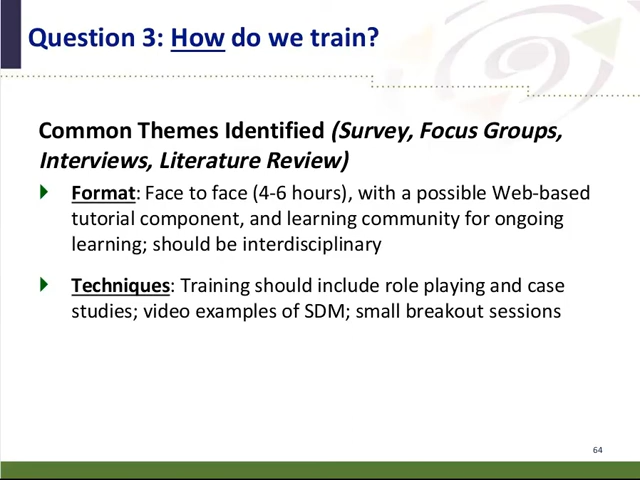 Question 3: How do we train?
Common Themes Identified (Survey, Focus Groups,
Interviews, Literature Review)
Format: Face to face (4-6 hours), with a possible Web-based
tutorial component, and learning community for ongoing
learning; should be interdisciplinary
Techniques: Training should include role playing and case
studies; video examples of SDM; small breakout sessions
64